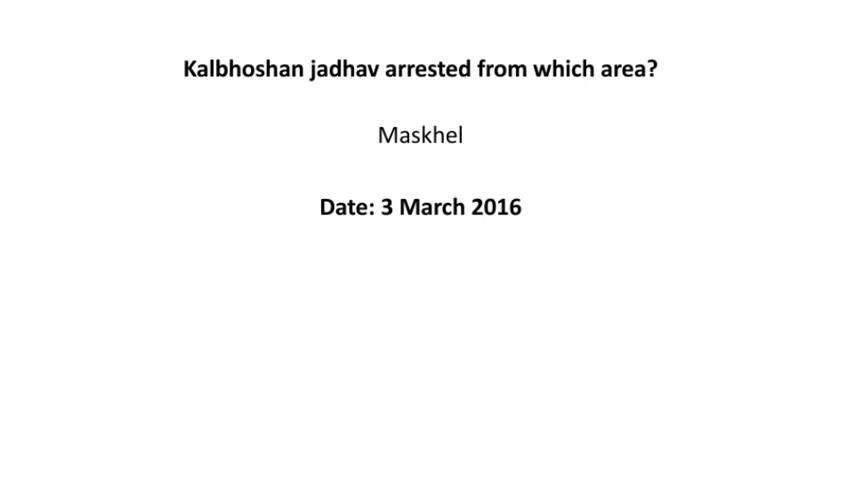 Kalbhoshan jadhav arrested from which area?
Maskhel
Date: 3 March 2016